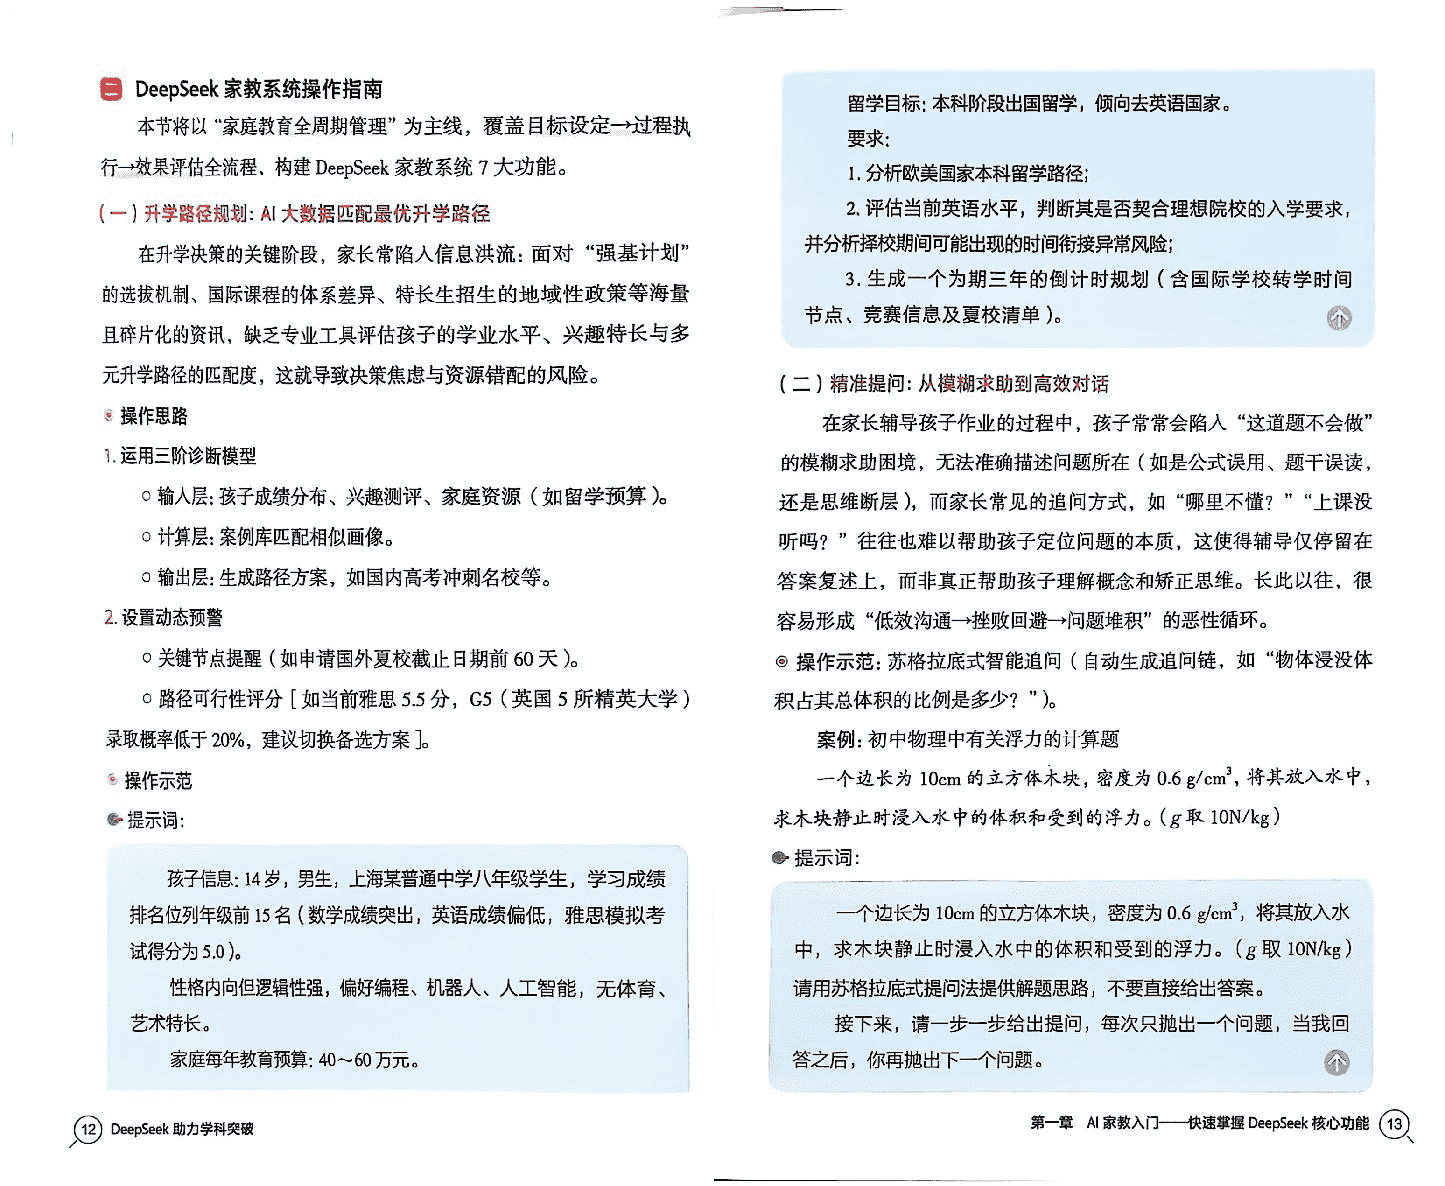 二 DeepSeek 家教系统操作指南
本节将以“家庭教育全周期管理”为主线，覆盖目标设定→过程执
行→效果评估全流程，构建 DeepSeek 家教系统 7 大功能。
（一）升学路径规划：AI 大数据匹配最优升学路径
在升学决策的关键阶段，家长常陷入信息洪流：面对“强基计划”
的选拔机制、国际课程的体系差异、特长生招生的地域性政策等海量
且碎片化的资讯，缺乏专业工具评估孩子的学业水平、兴趣特长与多
元升学路径的匹配度，这就导致决策焦虑与资源错配的风险。
操作思路
1. 运用三阶诊断模型
○ 输入层：孩子成绩分布、兴趣测评、家庭资源（如留学预算）。
○ 计算层：案例库匹配相似画像。
○ 输出层：生成路径方案，如国内高考冲刺名校等。
2. 设置动态预警
○ 关键节点提醒（如申请国外夏校截止日期前 60 天）。
○ 路径可行性评分［如当前雅思 5.5 分，G5（英国 5 所精英大学）
录取概率低于 20%，建议切换备选方案］。
操作示范
提示词：
孩子信息：14 岁，男生，上海某普通中学八年级学生，学习成绩
排名位列年级前 15 名（数学成绩突出，英语成绩偏低，雅思模拟考
试得分为 5.0）。
性格内向但逻辑性强，偏好编程、机器人、人工智能，无体育、
艺术特长。
家庭每年教育预算：40～60 万元。
12 DeepSeek 助力学科突破
留学目标：本科阶段出国留学，倾向去英语国家。
要求：
1. 分析欧美国家本科留学路径；
2. 评估当前英语水平，判断其是否契合理想院校的入学要求，
并分析择校期间可能出现的时间衔接异常风险；
3. 生成一个为期三年的倒计时规划（含国际学校转学时间
节点、竞赛信息及夏校清单）。
（二）精准提问：从模糊求助到高效对话
在家长辅导孩子作业的过程中，孩子常常会陷入“这道题不会做”
的模糊求助困境，无法准确描述问题所在（如是公式误用、题干误读，
还是思维断层），而家长常见的追问方式，如“哪里不懂？”“上课没
听吗？”往往也难以帮助孩子定位问题的本质，这使得辅导仅停留在
答案复述上，而非真正帮助孩子理解概念和矫正思维。长此以往，很
容易形成“低效沟通→挫败回避→问题堆积”的恶性循环。
操作示范：苏格拉底式智能追问（自动生成追问链，如“物体浸没体
积占其总体积的比例是多少？”）。
案例：初中物理中有关浮力的计算题
一个边长为 10cm 的立方体木块，密度为 0.6 g/cm³，将其放入水中，
求木块静止时浸入水中的体积和受到的浮力。（g 取 10N/kg）
提示词：
一个边长为 10cm 的立方体木块，密度为 0.6 g/cm³，将其放入水
中，求木块静止时浸入水中的体积和受到的浮力。（g 取 10N/kg）
请用苏格拉底式提问法提供解题思路，不要直接给出答案。
接下来，请一步一步给出提问，每次只抛出一个问题，当我回
答之后，你再抛出下一个问题。
第一章 AI 家教入门——快速掌握 DeepSeek 核心功能 13